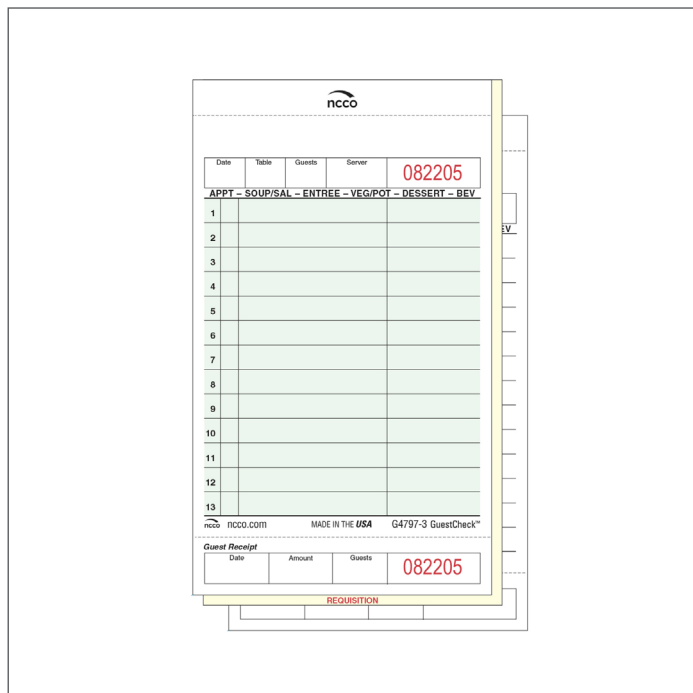 ncco
Date Table Guests Server 082205
APPT – SOUP/SAL – ENTREE – VEG/POT – DESSERT – BEV
EV
1
2
3
4
5
6
7
8
9
10
11
12
13
ncco ncco.com MADE IN THE USA G4797-3 GuestCheck™
Guest Receipt
Date Amount Guests 082205
REQUISITION